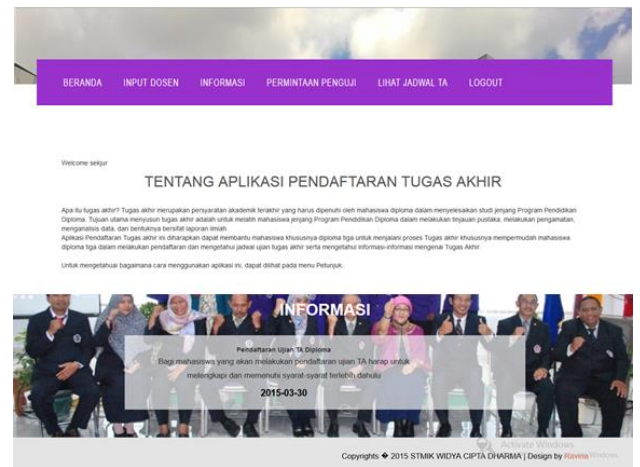 BERANDA INPUT DOSEN INFORMASI PERMINTAAN PENGUJI LIHAT JADWAL TA LOGOUT
Welcome sekjur
TENTANG APLIKASI PENDAFTARAN TUGAS AKHIR
Apa itu tugas akhir? Tugas akhir merupakan persyaratan akademik terakhir yang harus dipenuhi oleh mahasiswa diploma dalam menyelesaikan studi jenjang Program Pendidikan
Diploma. Tujuan utama menyusun tugas akhir adalah untuk melatih mahasiswa jenjang Program Pendidikan Diploma dalam melakukan tinjauan pustaka, melakukan pengamatan,
menganalisis data, dan bentuknya bersifat laporan ilmiah.
Aplikasi Pendaftaran Tugas akhir ini diharapkan dapat membantu mahasiswa khususnya diploma tiga untuk menjalani proses Tugas akhir khususnya mempermudah mahasiswa
diploma tiga dalam melakukan pendaftaran dan mengetahui jadwal ujian tugas akhir serta mengetahui informasi-informasi mengenai Tugas Akhir
Untuk mengetahuai bagaimana cara menggunakan aplikasi ini, dapat dilihat pada menu Petunjuk.
INFORMASI
Pendaftaran Ujian TA Diploma
Bagi mahasiswa yang akan melakukan pendaftaran ujian TA harap untuk
melengkapi dan memenuhi syarat-syarat terlebih dahulu
2015-03-30
Activate Windows
Copyrights � 2015 STMIK WIDYA CIPTA DHARMA | Design by Ravina